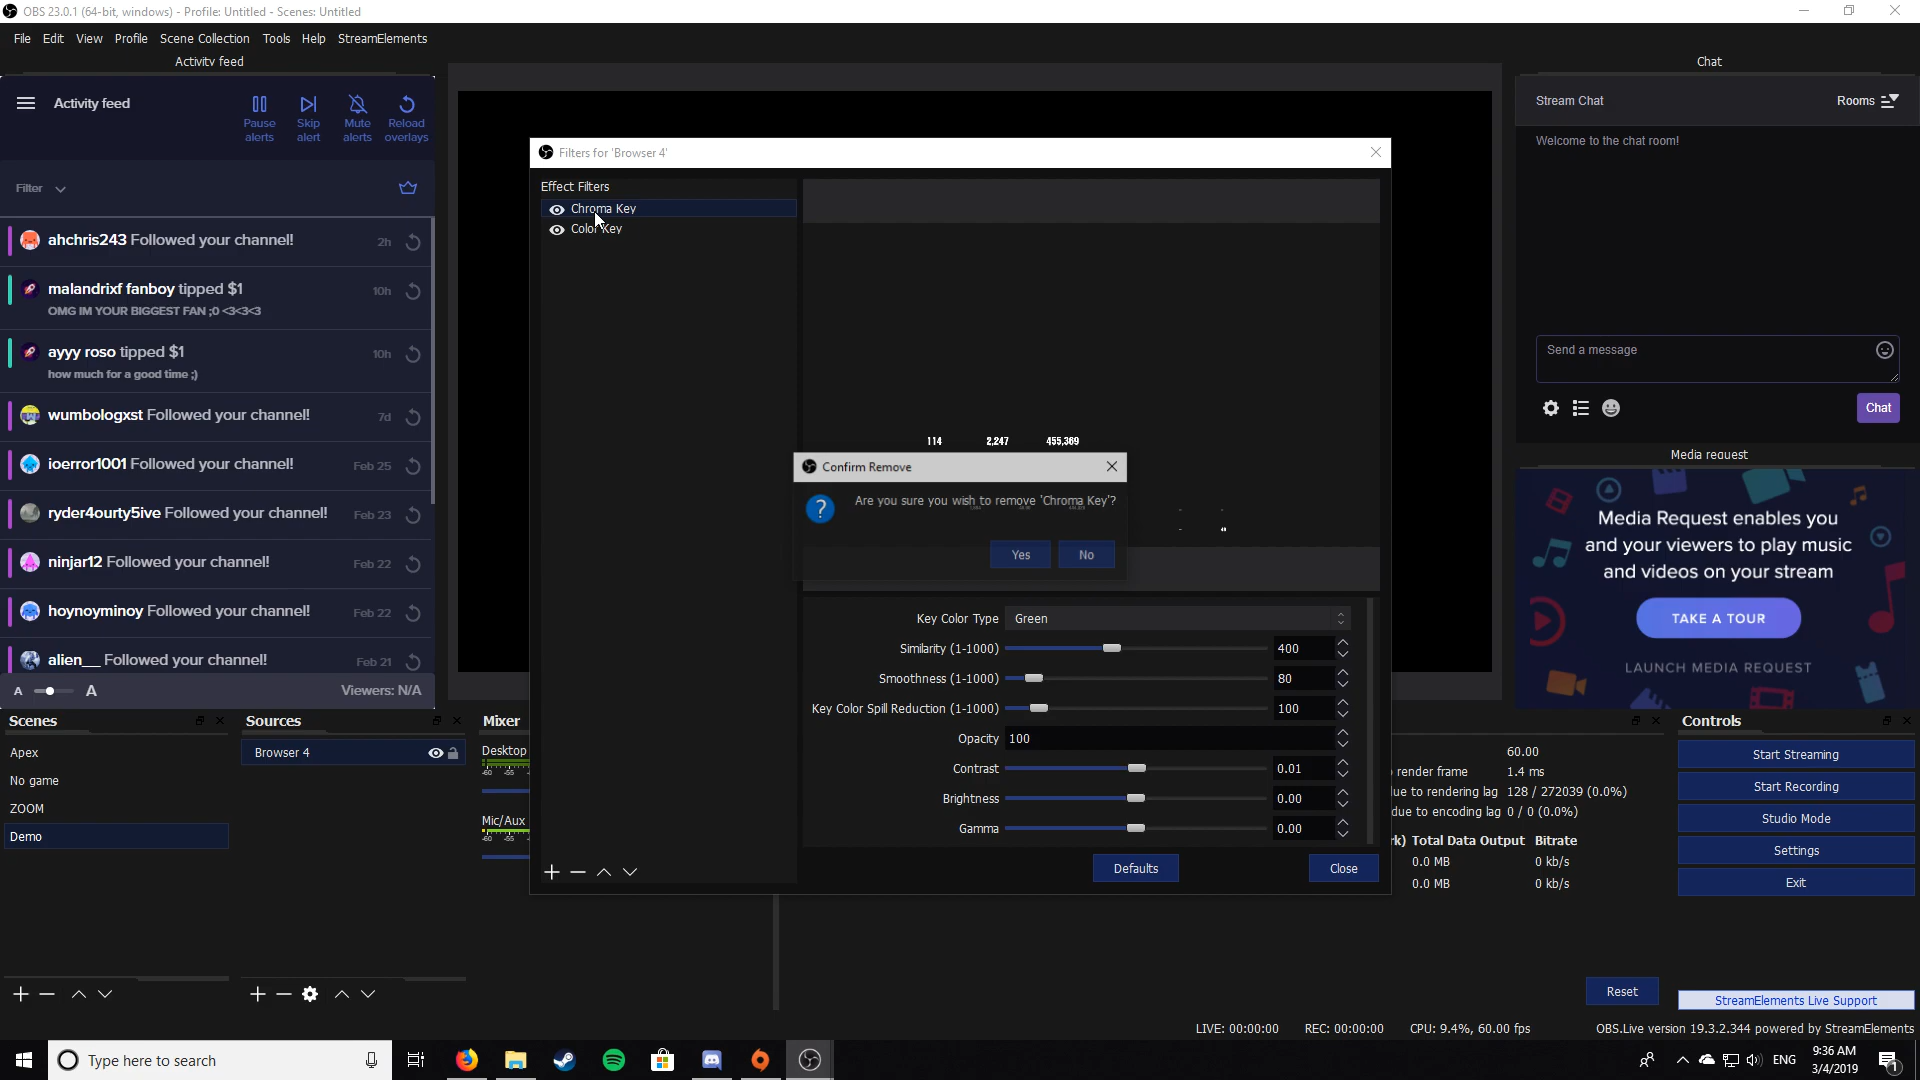 OBS 23.0.1 (64-bit, windows) - Profile: Untitled - Scenes: Untitled
File Edit View Profile Scene Collection Tools Help StreamElements
Activity feed
Activity feed
Pause alerts
Skip alert
Mute alerts
Reload overlays
Filter
ahchris243 Followed your channel! 2h
malandrixf fanboy tipped $1 10h
OMG IM YOUR BIGGEST FAN ;0 <3<3<3
ayyy roso tipped $1 10h
how much for a good time ;)
wumbologxst Followed your channel! 7d
ioerror1001 Followed your channel! Feb 25
ryder4ourty5ive Followed your channel! Feb 23
ninjar12 Followed your channel! Feb 22
hoynoyminoy Followed your channel! Feb 22
alien__ Followed your channel! Feb 21
A A Viewers: N/A
Filters for 'Browser 4'
Effect Filters
Chroma Key
Color Key
114 2,247 455,369
Confirm Remove
Are you sure you wish to remove 'Chroma Key'?
Yes No
Key Color Type Green
Similarity (1-1000) 400
Smoothness (1-1000) 80
Key Color Spill Reduction (1-1000) 100
Opacity 100
Contrast 0.01
Brightness 0.00
Gamma 0.00
Defaults Close
Chat
Stream Chat Rooms
Welcome to the chat room!
Send a message
Chat
Media request
Media Request enables you
and your viewers to play music
and videos on your stream
TAKE A TOUR
LAUNCH MEDIA REQUEST
Scenes
Apex
No game
ZOOM
Demo
Sources
Browser 4
Mixer
Desktop
-60 -55
Mic/Aux
-60 -55
60.00
render frame 1.4 ms
due to rendering lag 128 / 272039 (0.0%)
due to encoding lag 0 / 0 (0.0%)
rk) Total Data Output Bitrate
0.0 MB 0 kb/s
0.0 MB 0 kb/s
Reset
Controls
Start Streaming
Start Recording
Studio Mode
Settings
Exit
StreamElements Live Support
LIVE: 00:00:00 REC: 00:00:00 CPU: 9.4%, 60.00 fps OBS.Live version 19.3.2.344 powered by StreamElements
Type here to search
ENG
9:36 AM
3/4/2019
1